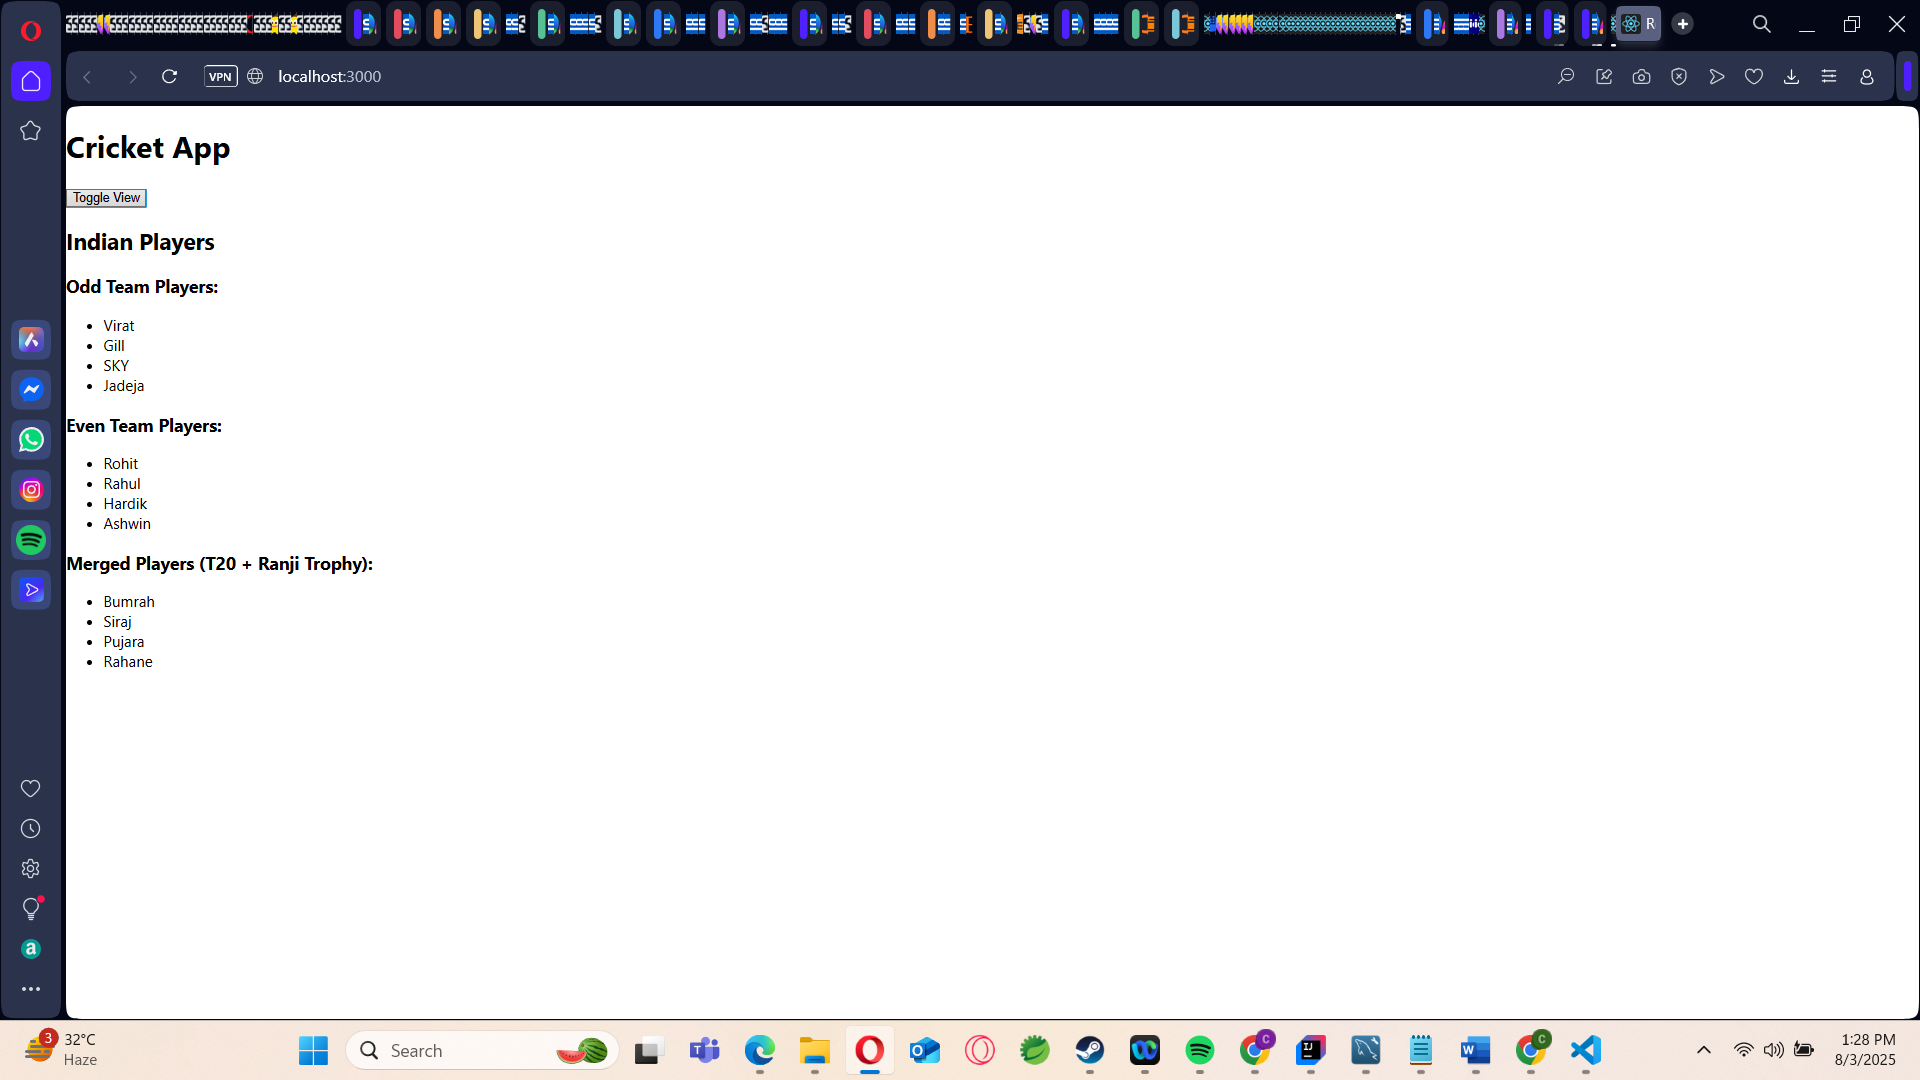 R
VPN
localhost:3000
Cricket App
Toggle View
Indian Players
Odd Team Players:
Virat
Gill
SKY
Jadeja
Even Team Players:
Rohit
Rahul
Hardik
Ashwin
Merged Players (T20 + Ranji Trophy):
Bumrah
Siraj
Pujara
Rahane
3
32°C
Haze
Search
1:28 PM
8/3/2025